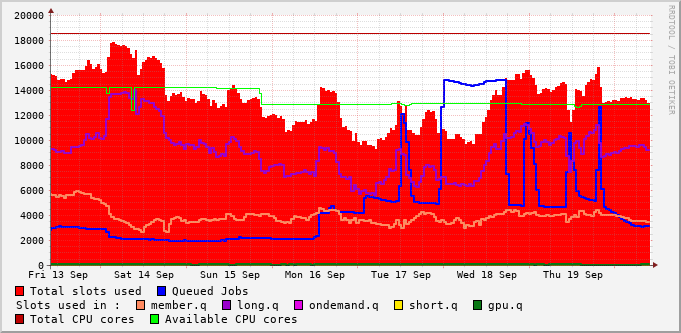 20000
18000
16000
14000
12000
10000
8000
6000
4000
2000
0
Fri 13 Sep Sat 14 Sep Sun 15 Sep Mon 16 Sep Tue 17 Sep Wed 18 Sep Thu 19 Sep
Total slots used Queued Jobs
Slots used in : member.q long.q ondemand.q short.q gpu.q
Total CPU cores Available CPU cores
RRDTOOL / TOBI OETIKER